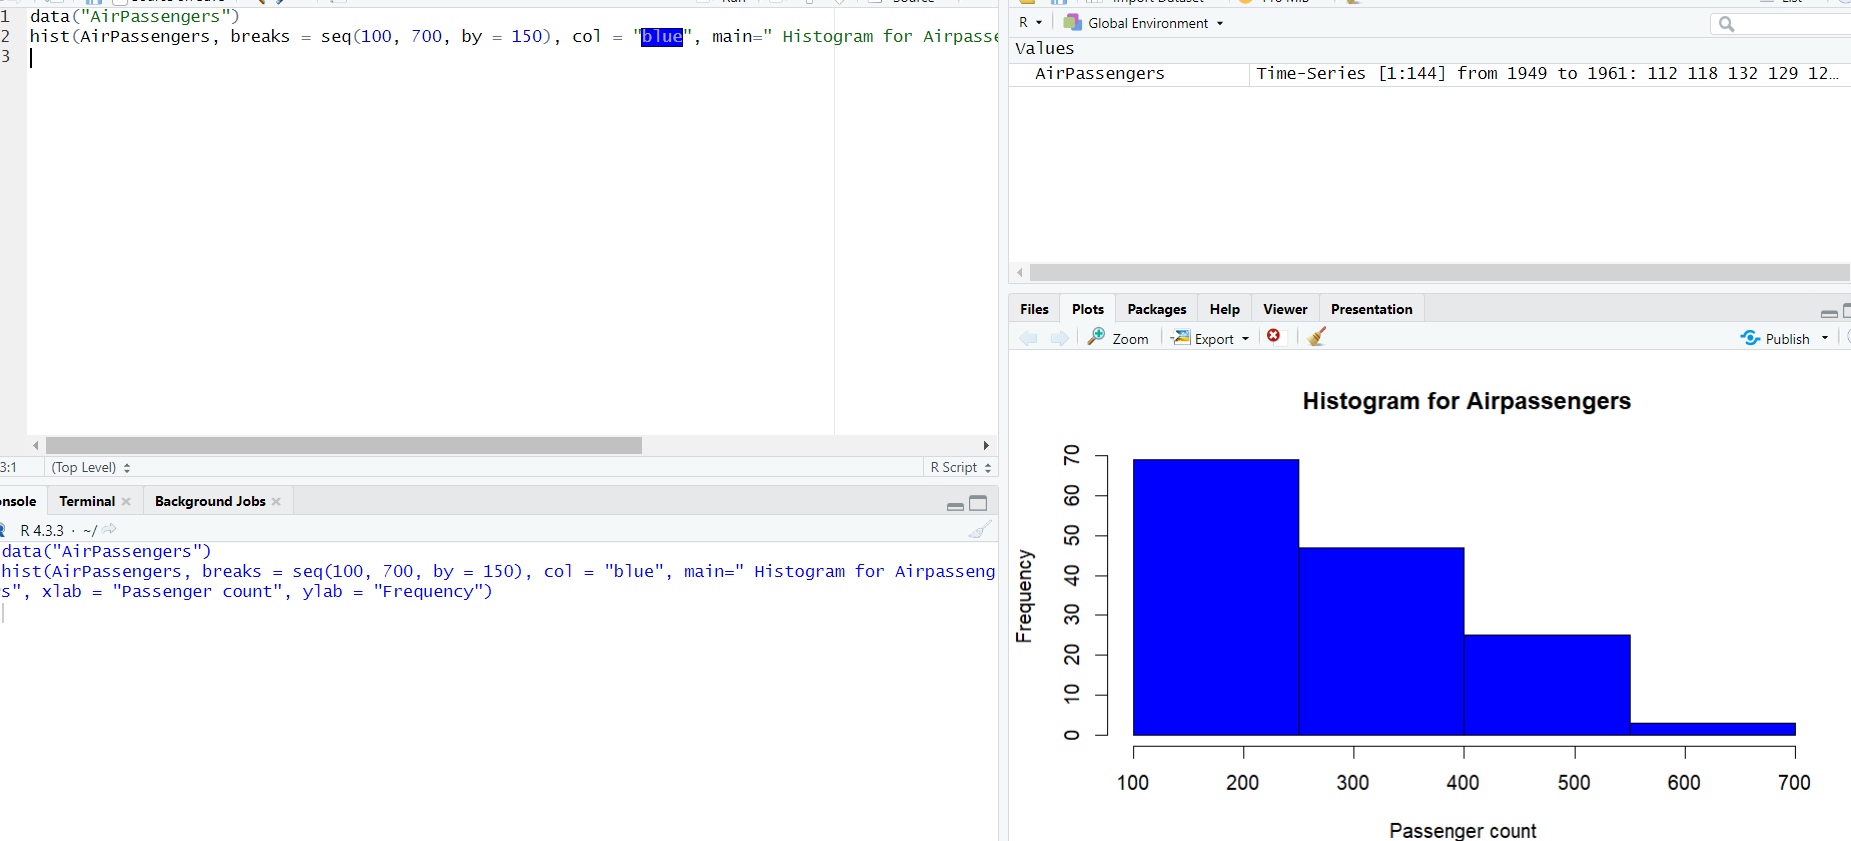 1 data("AirPassengers")
2 hist(AirPassengers, breaks = seq(100, 700, by = 150), col = "blue", main=" Histogram for Airpasse
3
3:1 (Top Level) R Script
onsole Terminal Background Jobs
R 4.3.3 · ~/
data("AirPassengers")
hist(AirPassengers, breaks = seq(100, 700, by = 150), col = "blue", main=" Histogram for Airpasseng
s", xlab = "Passenger count", ylab = "Frequency")
Import Dataset List
R Global Environment
Values
AirPassengers Time-Series [1:144] from 1949 to 1961: 112 118 132 129 12…
Files Plots Packages Help Viewer Presentation
Zoom Export Publish
Histogram for Airpassengers
Frequency
70
60
50
40
30
20
10
0
100 200 300 400 500 600 700
Passenger count